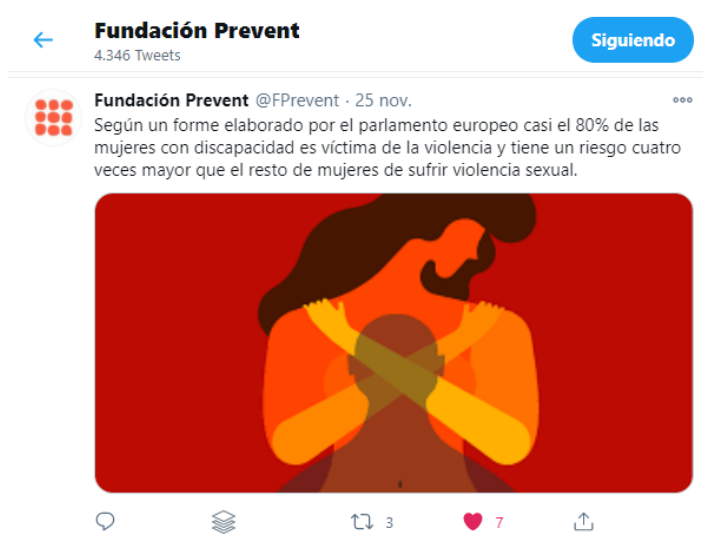 Fundación Prevent
4.346 Tweets
Siguiendo
Fundación Prevent @FPrevent · 25 nov.
Según un forme elaborado por el parlamento europeo casi el 80% de las
mujeres con discapacidad es víctima de la violencia y tiene un riesgo cuatro
veces mayor que el resto de mujeres de sufrir violencia sexual.
3
7